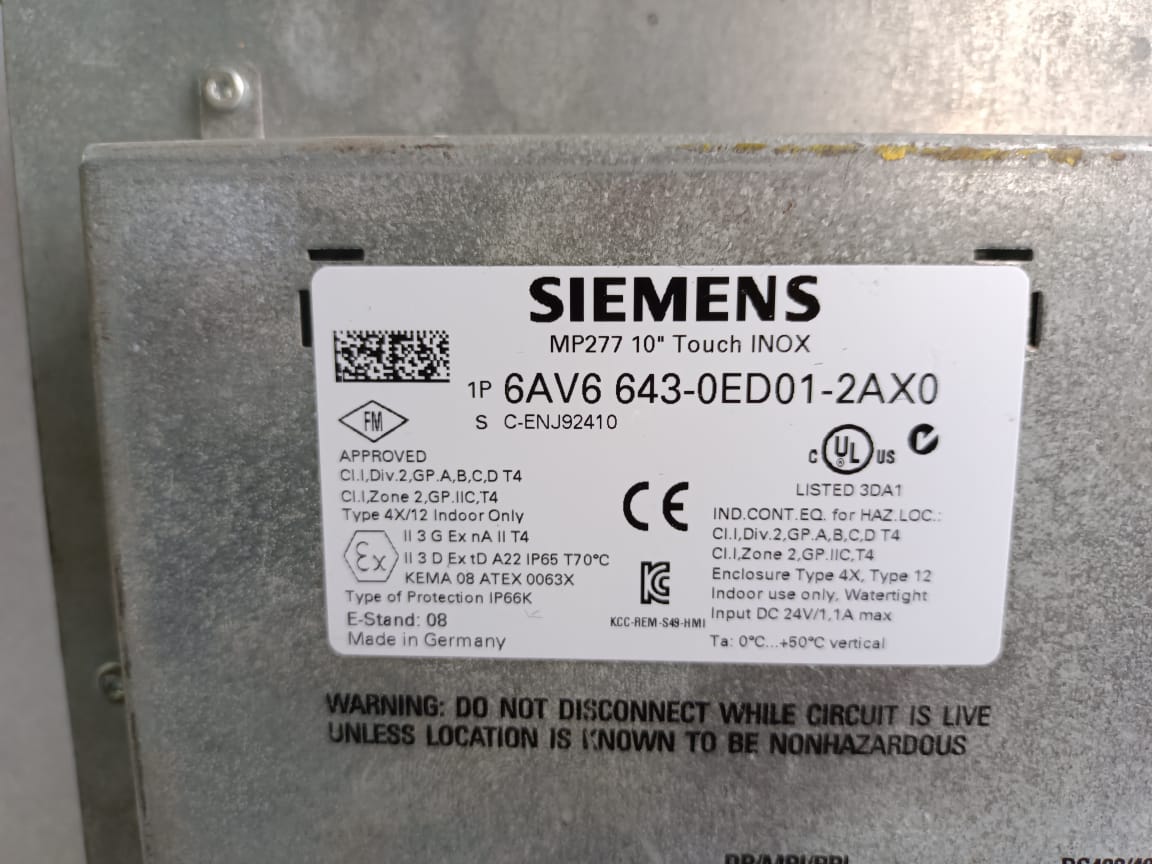 SIEMENS
MP277 10" Touch INOX
1P 6AV6 643-0ED01-2AX0
S C-ENJ92410
FM
APPROVED
Cl.I,Div.2,GP.A,B,C,D T4
Cl.I,Zone 2,GP.IIC,T4
Type 4X/12 Indoor Only
Ex
II 3 G Ex nA II T4
II 3 D Ex tD A22 IP65 T70°C
KEMA 08 ATEX 0063X
Type of Protection IP66K
E-Stand: 08
Made in Germany
CE
KCC-REM-S49-HMI
C UL US
LISTED 3DA1
IND.CONT.EQ. for HAZ.LOC.:
Cl.I,Div.2,GP.A,B,C,D T4
Cl.I,Zone 2,GP.IIC,T4
Enclosure Type 4X, Type 12
Indoor use only, Watertight
Input DC 24V/1,1A max
Ta: 0°C...+50°C vertical
WARNING: DO NOT DISCONNECT WHILE CIRCUIT IS LIVE
UNLESS LOCATION IS KNOWN TO BE NONHAZARDOUS